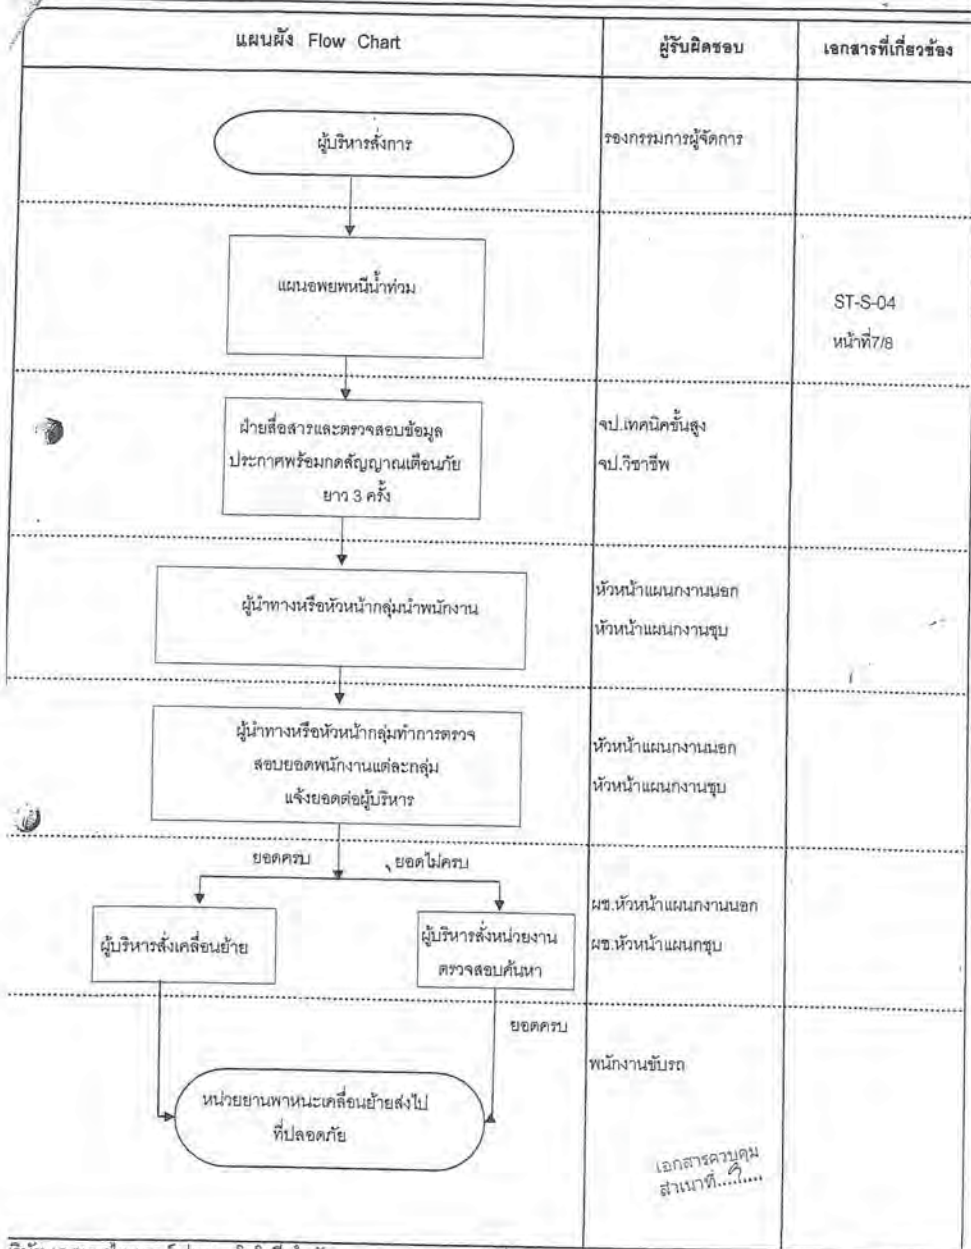 แผนผัง Flow Chart
ผู้รับผิดชอบ
เอกสารที่เกี่ยวข้อง
ผู้บริหารสั่งการ
รองกรรมการผู้จัดการ
แผนอพยพหนีน้ำท่วม
ST-S-04
หน้าที่7/8
ฝ่ายสื่อสารและตรวจสอบข้อมูล
ประกาศพร้อมกดสัญญาณเตือนภัย
ยาว 3 ครั้ง
จป.เทคนิคขั้นสูง
จป.วิชาชีพ
ผู้นำทางหรือหัวหน้ากลุ่มนำพนักงาน
หัวหน้าแผนกงานนอก
หัวหน้าแผนกงานชุบ
ผู้นำทางหรือหัวหน้ากลุ่มทำการตรวจ
สอบยอดพนักงานแต่ละกลุ่ม
แจ้งยอดต่อผู้บริหาร
หัวหน้าแผนกงานนอก
หัวหน้าแผนกงานชุบ
ยอดครบ
ยอดไม่ครบ
ผู้บริหารสั่งเคลื่อนย้าย
ผู้บริหารสั่งหน่วยงาน
ตรวจสอบค้นหา
ผช.หัวหน้าแผนกงานนอก
ผช.หัวหน้าแผนกชุบ
ยอดครบ
พนักงานขับรถ
หน่วยยานพาหนะเคลื่อนย้ายส่งไป
ที่ปลอดภัย
เอกสารควบคุม
สำเนาที่